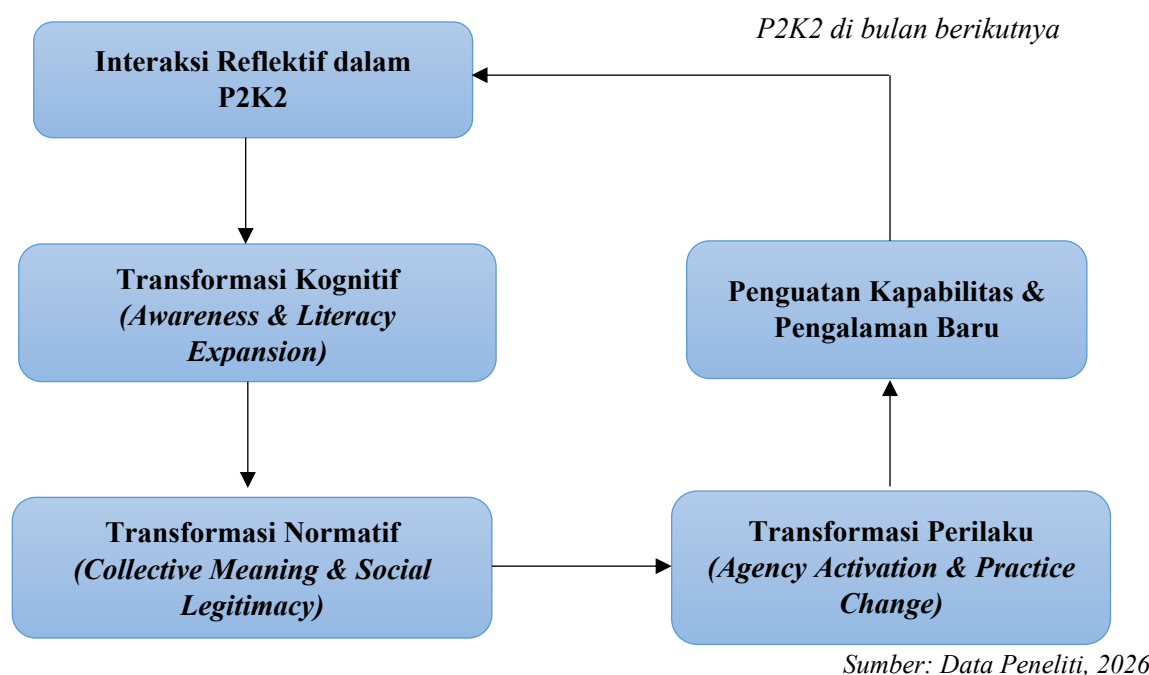 P2K2 di bulan berikutnya
Interaksi Reflektif dalam
P2K2
Transformasi Kognitif
(Awareness & Literacy
Expansion)
Transformasi Normatif
(Collective Meaning & Social
Legitimacy)
Transformasi Perilaku
(Agency Activation & Practice
Change)
Penguatan Kapabilitas &
Pengalaman Baru
Sumber: Data Peneliti, 2026